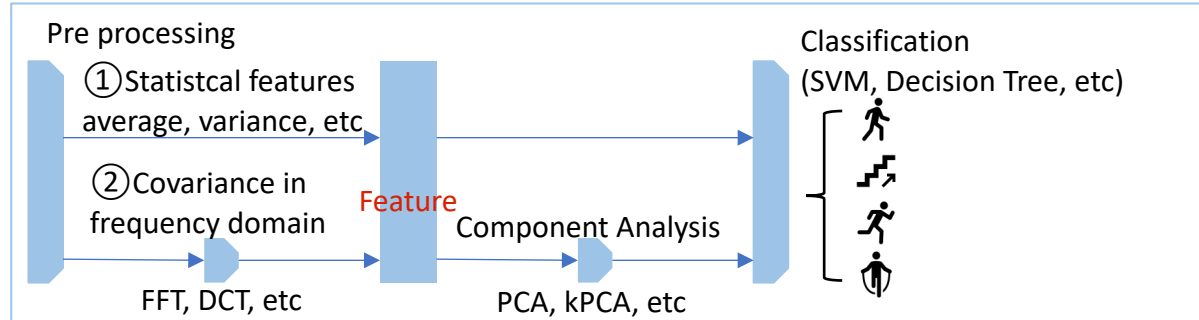 Pre processing
①Statistcal features
average, variance, etc
②Covariance in
frequency domain
FFT, DCT, etc
Feature
Component Analysis
PCA, kPCA, etc
Classification
(SVM, Decision Tree, etc)